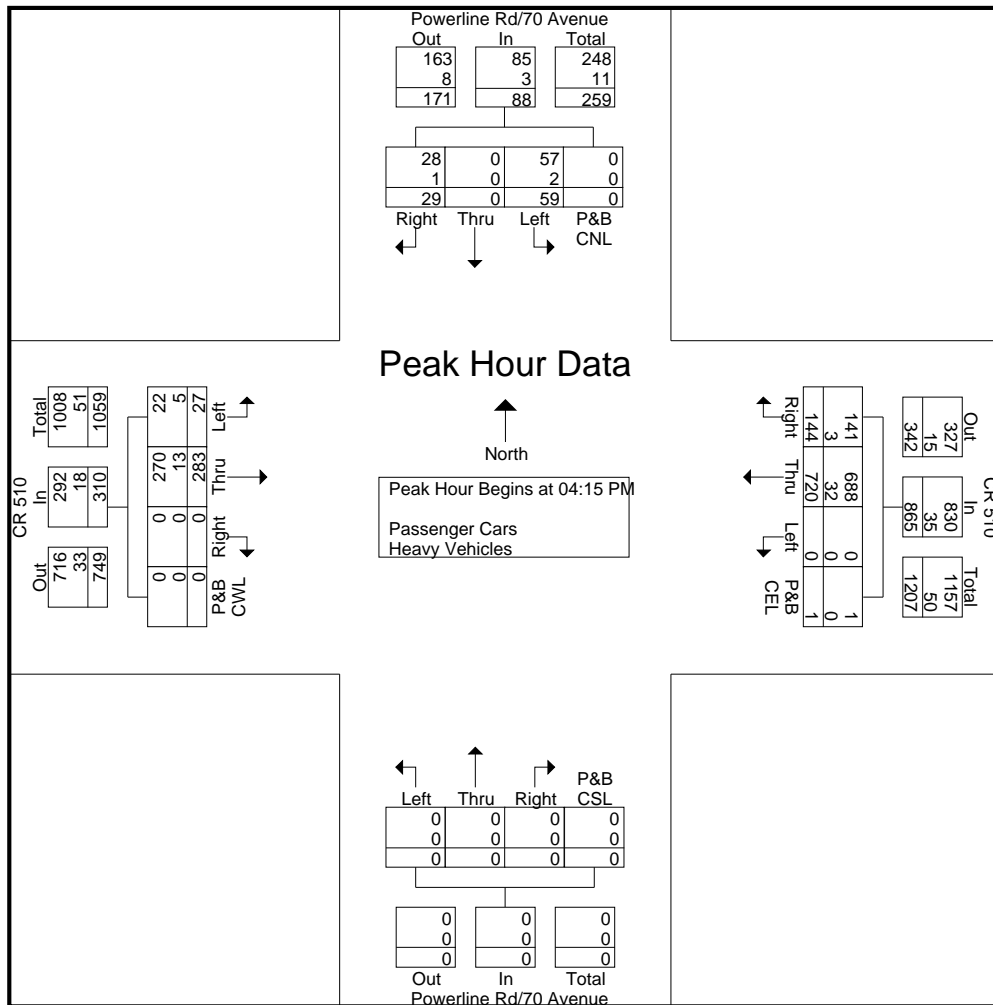 Powerline Rd/70 Avenue
Out In Total
163 85 248
8 3 11
171 88 259
28 0 57 0
1 0 2 0
29 0 59 0
Right Thru Left P&B
CNL
Peak Hour Data
North
Peak Hour Begins at 04:15 PM
Passenger Cars
Heavy Vehicles
CR 510
Out In Total
716 292 1008
33 18 51
749 310 1059
0 0 270 22
0 0 13 5
0 0 283 27
P&B Right Thru Left
CWL
CR 510
Out In Total
327 830 1157
15 35 50
342 865 1207
141 688 0 1
3 32 0 0
144 720 0 1
Right Thru Left P&B
CEL
Left Thru Right P&B
CSL
0 0 0 0
0 0 0 0
0 0 0 0
0 0 0
0 0 0
0 0 0
Out In Total
Powerline Rd/70 Avenue